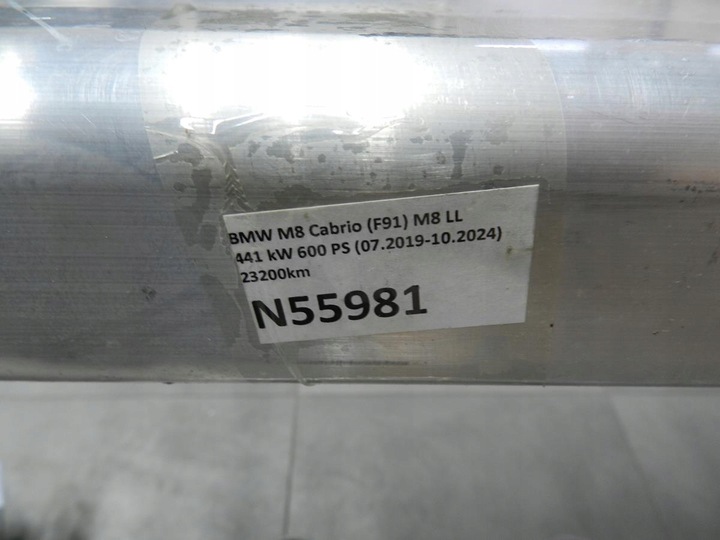 BMW M8 Cabrio (F91) M8 LL
441 kW 600 PS (07.2019-10.2024)
23200km
N55981